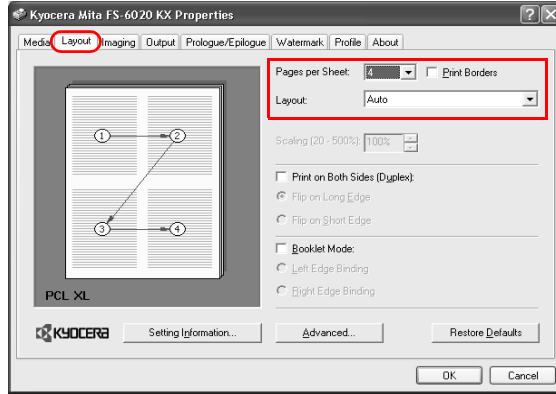 Kyocera Mita FS-6020 KX Properties
Media Layout Imaging Output Prologue/Epilogue Watermark Profile About
Pages per Sheet: 4 Print Borders
Layout: Auto
Scaling (20 - 500%): 100%
1 2
Print on Both Sides (Duplex):
Flip on Long Edge
Flip on Short Edge
3 4
Booklet Mode:
Left Edge Binding
Right Edge Binding
PCL XL
KYOCERA Setting Information... Advanced... Restore Defaults
OK Cancel